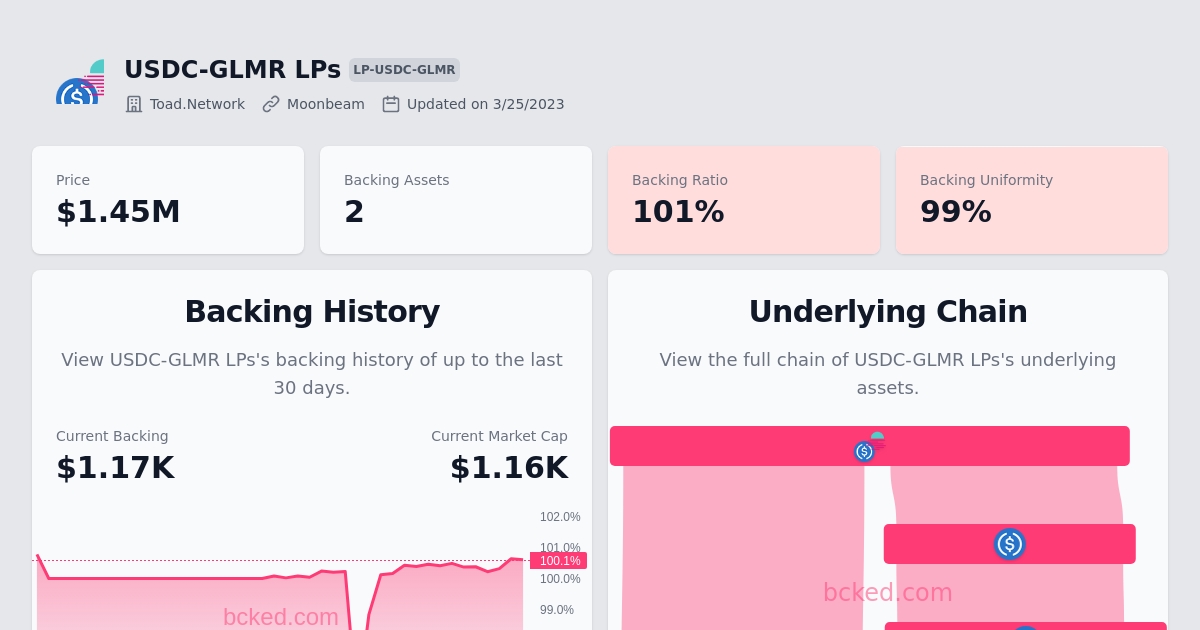 USDC-GLMR LPs LP-USDC-GLMR
Toad.Network Moonbeam Updated on 3/25/2023
Price
$1.45M
Backing Assets
2
Backing Ratio
101%
Backing Uniformity
99%
Backing History
View USDC-GLMR LPs's backing history of up to the last
30 days.
Current Backing
$1.17K
Current Market Cap
$1.16K
102.0%
101.0%
100.1%
100.0%
99.0%
bcked.com
Underlying Chain
View the full chain of USDC-GLMR LPs's underlying
assets.
bcked.com